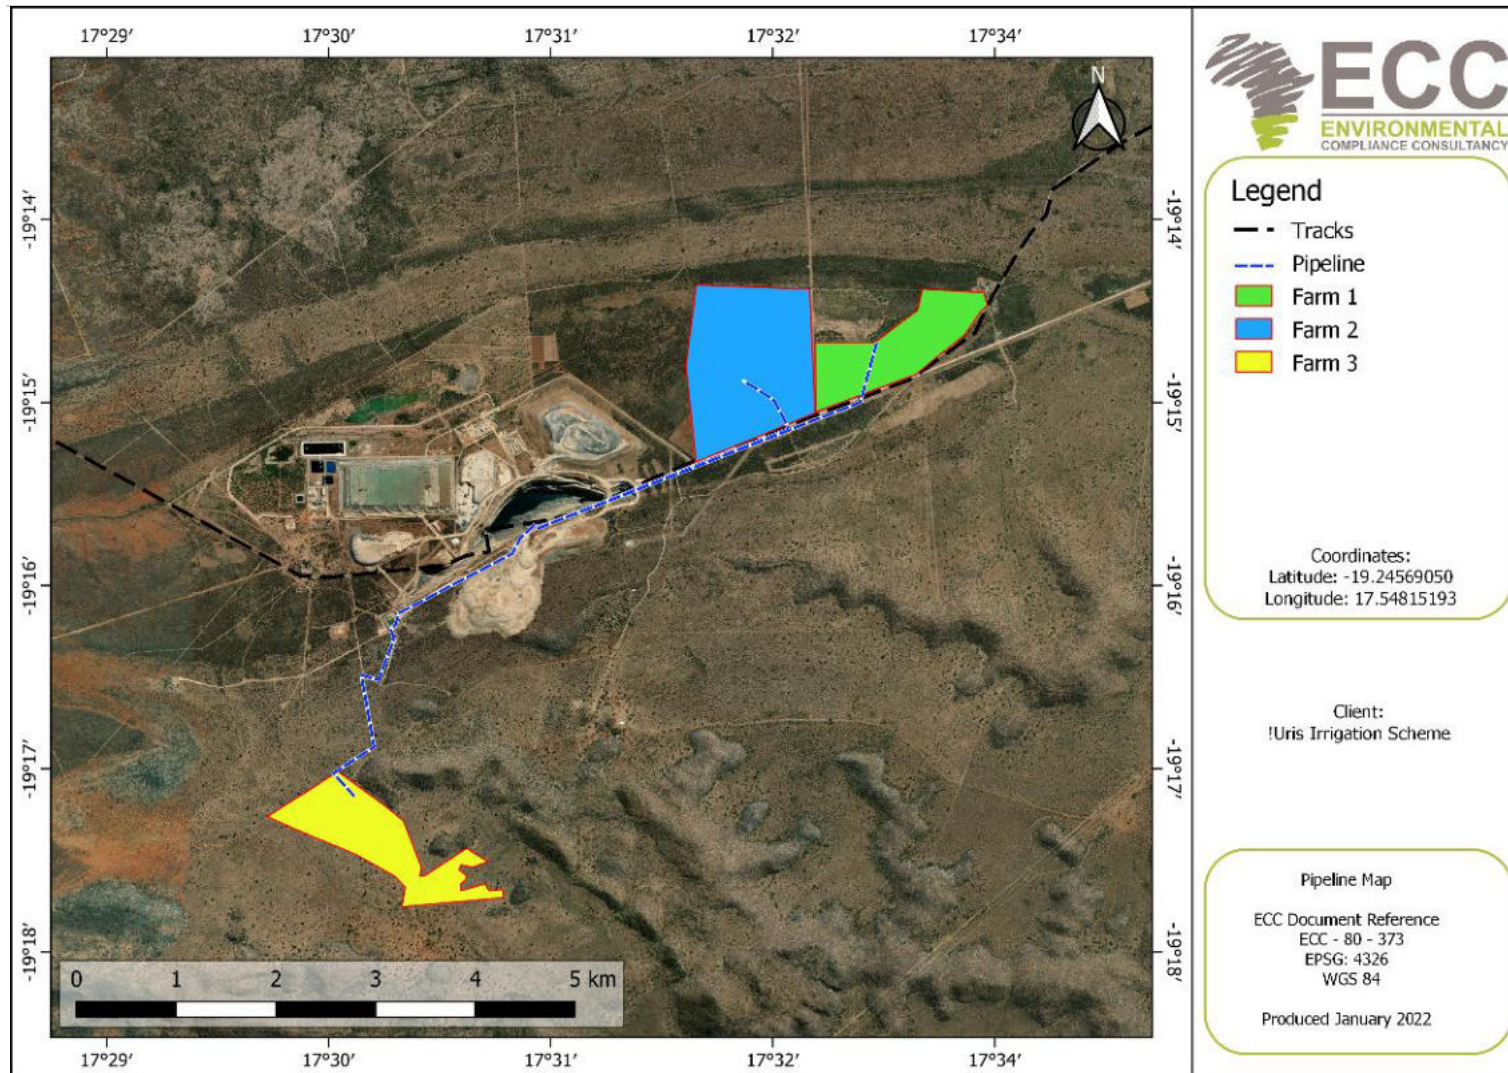 17°29′ 17°30′ 17°31′ 17°32′ 17°34′
N
-19°14′ -19°14′
-19°15′ -19°15′
-19°16′ -19°16′
-19°17′ -19°17′
-19°18′ -19°18′
0 1 2 3 4 5 km
17°29′ 17°30′ 17°31′ 17°32′ 17°34′
ECC
ENVIRONMENTAL
COMPLIANCE CONSULTANCY
Legend
Tracks
Pipeline
Farm 1
Farm 2
Farm 3
Coordinates:
Latitude: -19.24569050
Longitude: 17.54815193
Client:
!Uris Irrigation Scheme
Pipeline Map
ECC Document Reference
ECC - 80 - 373
EPSG: 4326
WGS 84
Produced January 2022